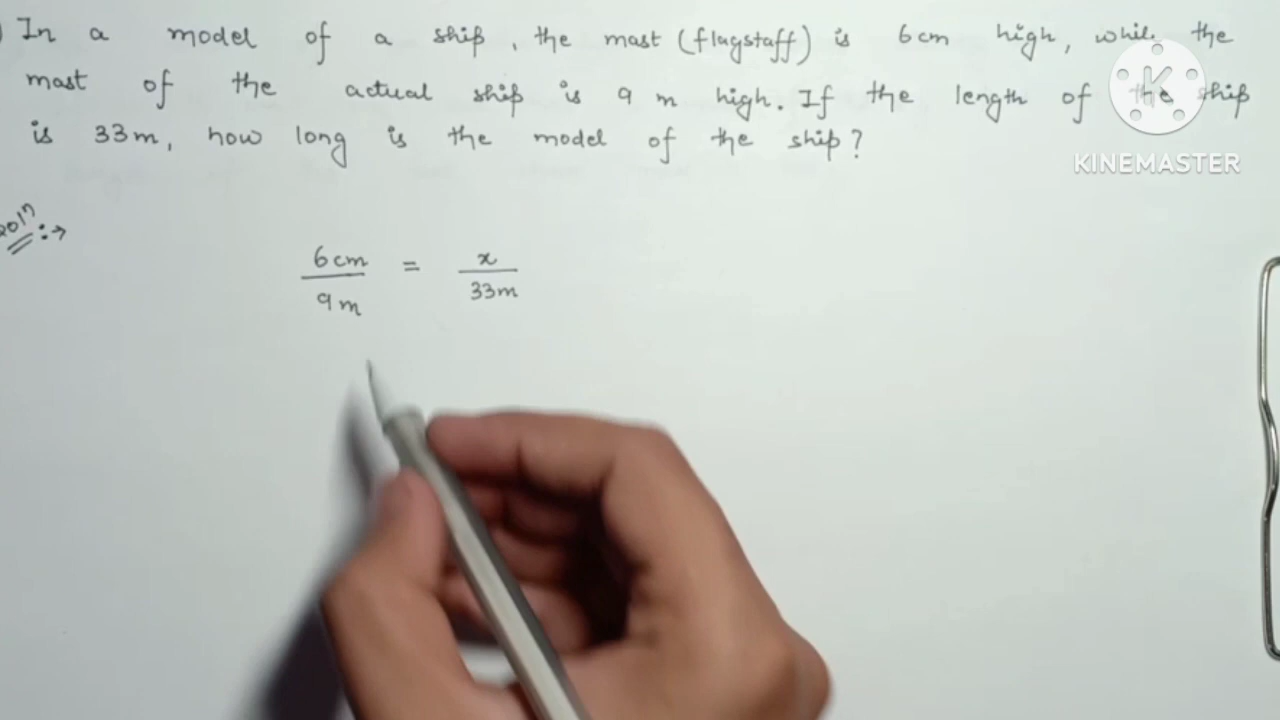 In a model of a ship, the mast (flagstaff) is 6cm high, while the
mast of the actual ship is 9 m high. If the length of the ship
is 33m, how long is the model of the ship?
KINEMASTER
Soln :→
6cm / 9m = x / 33m